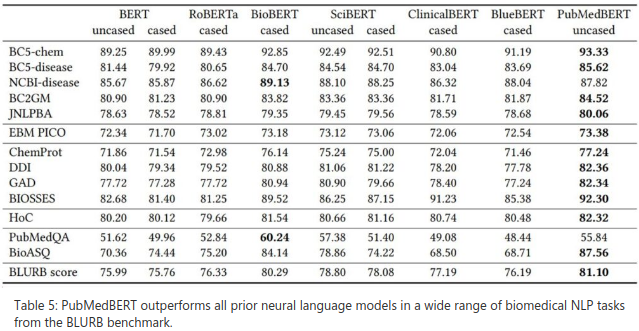 BERT RoBERTa BioBERT SciBERT ClinicalBERT BlueBERT PubMedBERT
uncased cased cased cased uncased cased cased cased uncased
BC5-chem 89.25 89.99 89.43 92.85 92.49 92.51 90.80 91.19 93.33
BC5-disease 81.44 79.92 80.65 84.70 84.54 84.70 83.04 83.69 85.62
NCBI-disease 85.67 85.87 86.62 89.13 88.10 88.25 86.32 88.04 87.82
BC2GM 80.90 81.23 80.90 83.82 83.36 83.36 81.71 81.87 84.52
JNLPBA 78.63 78.52 78.81 79.35 79.45 79.56 78.59 78.68 80.06
EBM PICO 72.34 71.70 73.02 73.18 73.12 73.06 72.06 72.54 73.38
ChemProt 71.86 71.54 72.98 76.14 75.24 75.00 72.04 71.46 77.24
DDI 80.04 79.34 79.52 80.88 81.06 81.22 78.20 77.78 82.36
GAD 77.72 77.28 77.72 80.94 80.90 79.66 78.40 77.24 82.34
BIOSSES 82.68 81.40 81.25 89.52 86.25 87.15 91.23 85.38 92.30
HoC 80.20 80.12 79.66 81.54 80.66 81.16 80.74 80.48 82.32
PubMedQA 51.62 49.96 52.84 60.24 57.38 51.40 49.08 48.44 55.84
BioASQ 70.36 74.44 75.20 84.14 78.86 74.22 68.50 68.71 87.56
BLURB score 75.99 75.76 76.33 80.29 78.80 78.08 77.19 76.19 81.10
Table 5: PubMedBERT outperforms all prior neural language models in a wide range of biomedical NLP tasks
from the BLURB benchmark.